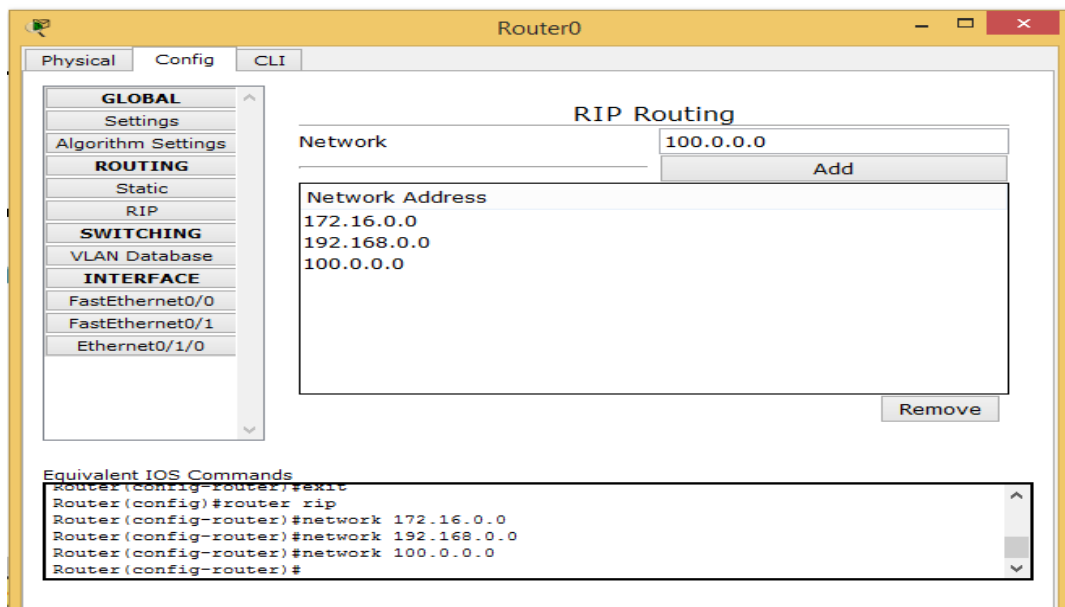 Router0
Physical Config CLI
GLOBAL
Settings
Algorithm Settings
ROUTING
Static
RIP
SWITCHING
VLAN Database
INTERFACE
FastEthernet0/0
FastEthernet0/1
Ethernet0/1/0
RIP Routing
Network 100.0.0.0
Add
Network Address
172.16.0.0
192.168.0.0
100.0.0.0
Remove
Equivalent IOS Commands
Router(config-router)#exit
Router(config)#router rip
Router(config-router)#network 172.16.0.0
Router(config-router)#network 192.168.0.0
Router(config-router)#network 100.0.0.0
Router(config-router)#